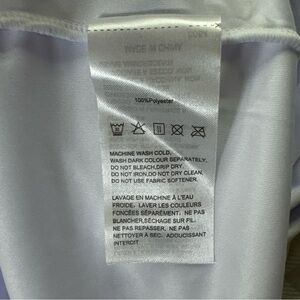 MADE IN CHINA
100%Polyester
MACHINE WASH COLD,
WASH DARK COLOUR SEPARATELY,
DO NOT BLEACH,DRIP DRY.
DO NOT IRON,DO NOT DRY CLEAN,
DO NOT USE FABRIC SOFTENER.
LAVAGE EN MACHINE À L'EAU
FROIDE, LAVER LES COULEURS
FONCÉES SÉPARÉMENT. NE PAS
BLANCHIR,SÉCHAGE SUR FIL.
NE PAS REPASSER, NE PAS
NETTOYER A SEC. ADOUCISSANT
INTERDIT